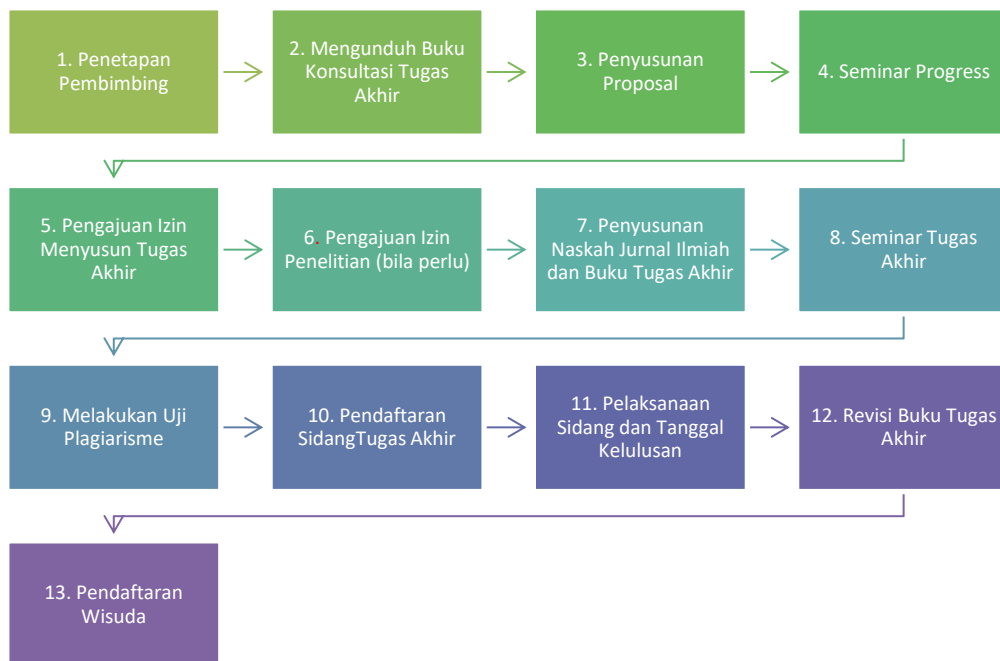 1. Penetapan
Pembimbing
2. Mengunduh Buku
Konsultasi Tugas
Akhir
3. Penyusunan
Proposal
4. Seminar Progress
5. Pengajuan Izin
Menyusun Tugas
Akhir
6. Pengajuan Izin
Penelitian (bila perlu)
7. Penyusunan
Naskah Jurnal Ilmiah
dan Buku Tugas Akhir
8. Seminar Tugas
Akhir
9. Melakukan Uji
Plagiarisme
10. Pendaftaran
SidangTugas Akhir
11. Pelaksanaan
Sidang dan Tanggal
Kelulusan
12. Revisi Buku Tugas
Akhir
13. Pendaftaran
Wisuda